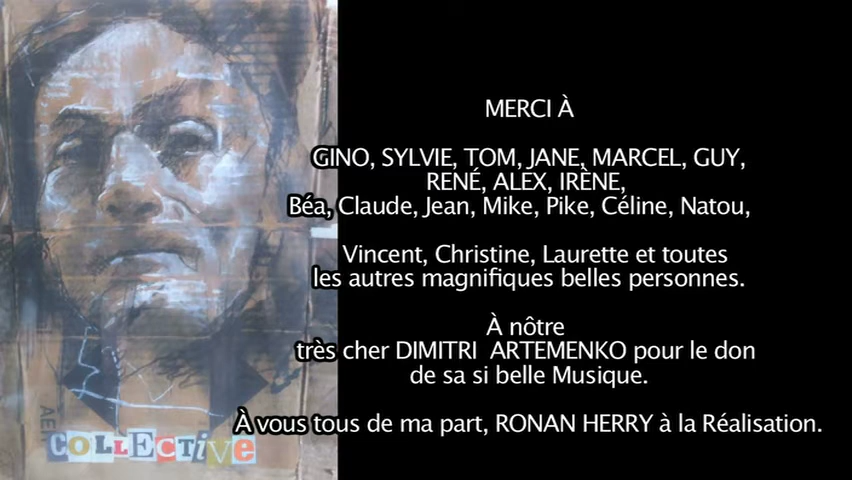 MERCI À
GINO, SYLVIE, TOM, JANE, MARCEL, GUY,
RENÉ, ALEX, IRÈNE,
Béa, Claude, Jean, Mike, Pike, Céline, Natou,
Vincent, Christine, Laurette et toutes
les autres magnifiques belles personnes.
À nôtre
très cher DIMITRI  ARTEMENKO pour le don
de sa si belle Musique.
À vous tous de ma part, RONAN HERRY à la Réalisation.
COLLECTiVE